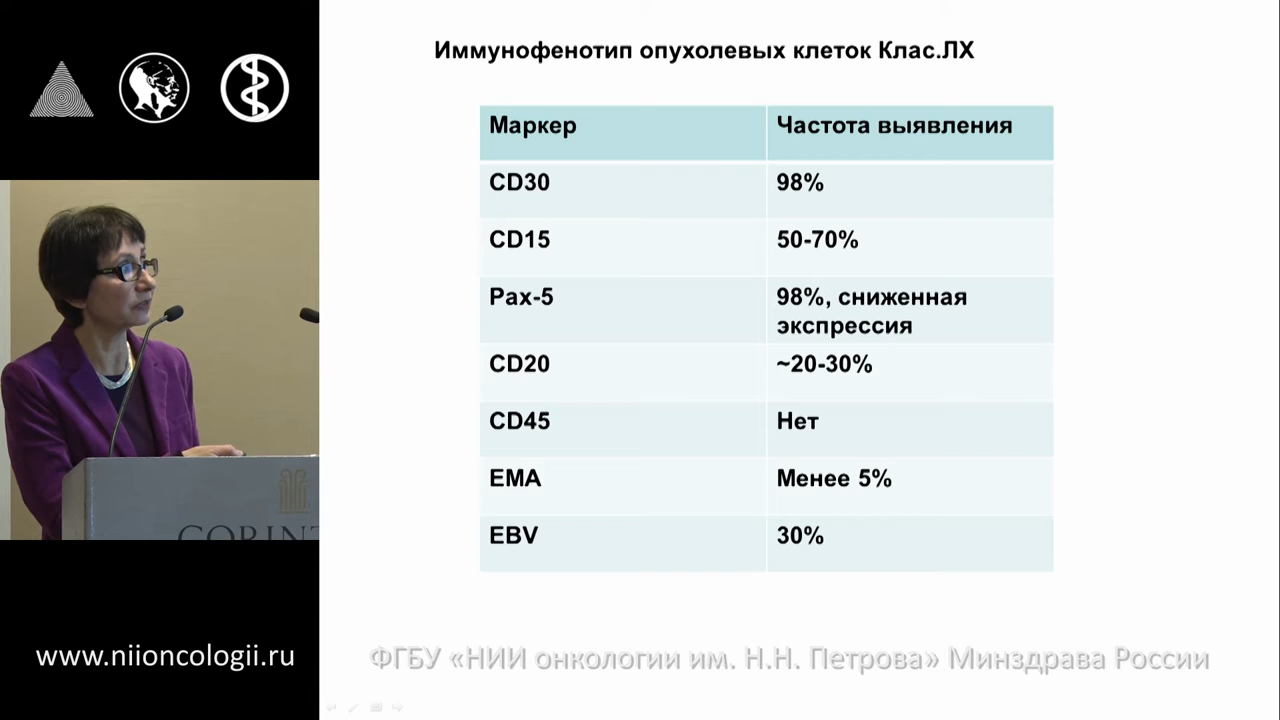 Иммунофенотип опухолевых клеток Клас.ЛХ
Маркер Частота выявления
CD30 98%
CD15 50-70%
Pax-5 98%, сниженная
экспрессия
CD20 ~20-30%
CD45 Нет
EMA Менее 5%
EBV 30%
www.niioncologii.ru
ФГБУ «НИИ онкологии им. Н.Н. Петрова» Минздрава России